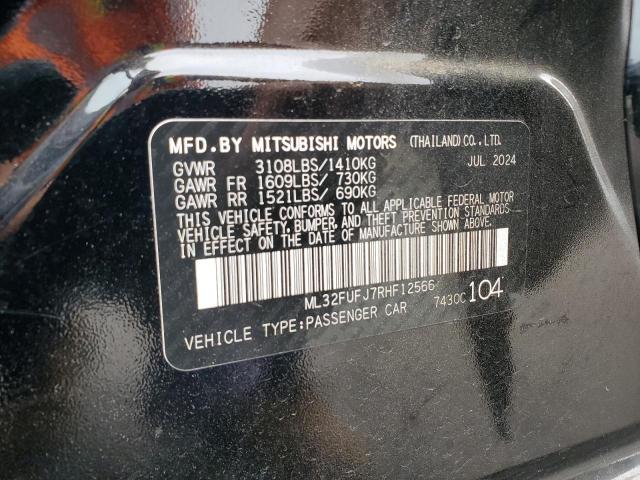 MFD.BY MITSUBISHI MOTORS (THAILAND) CO.,LTD.
GVWR 3108LBS/1410KG JUL 2024
GAWR FR 1609LBS/ 730KG
GAWR RR 1521LBS/ 690KG
THIS VEHICLE CONFORMS TO ALL APPLICABLE FEDERAL MOTOR
VEHICLE SAFETY, BUMPER, AND THEFT PREVENTION STANDARDS
IN EFFECT ON THE DATE OF MANUFACTURE SHOWN ABOVE.
ML32FUFJ7RHF12566
VEHICLE TYPE:PASSENGER CAR 7430C 104